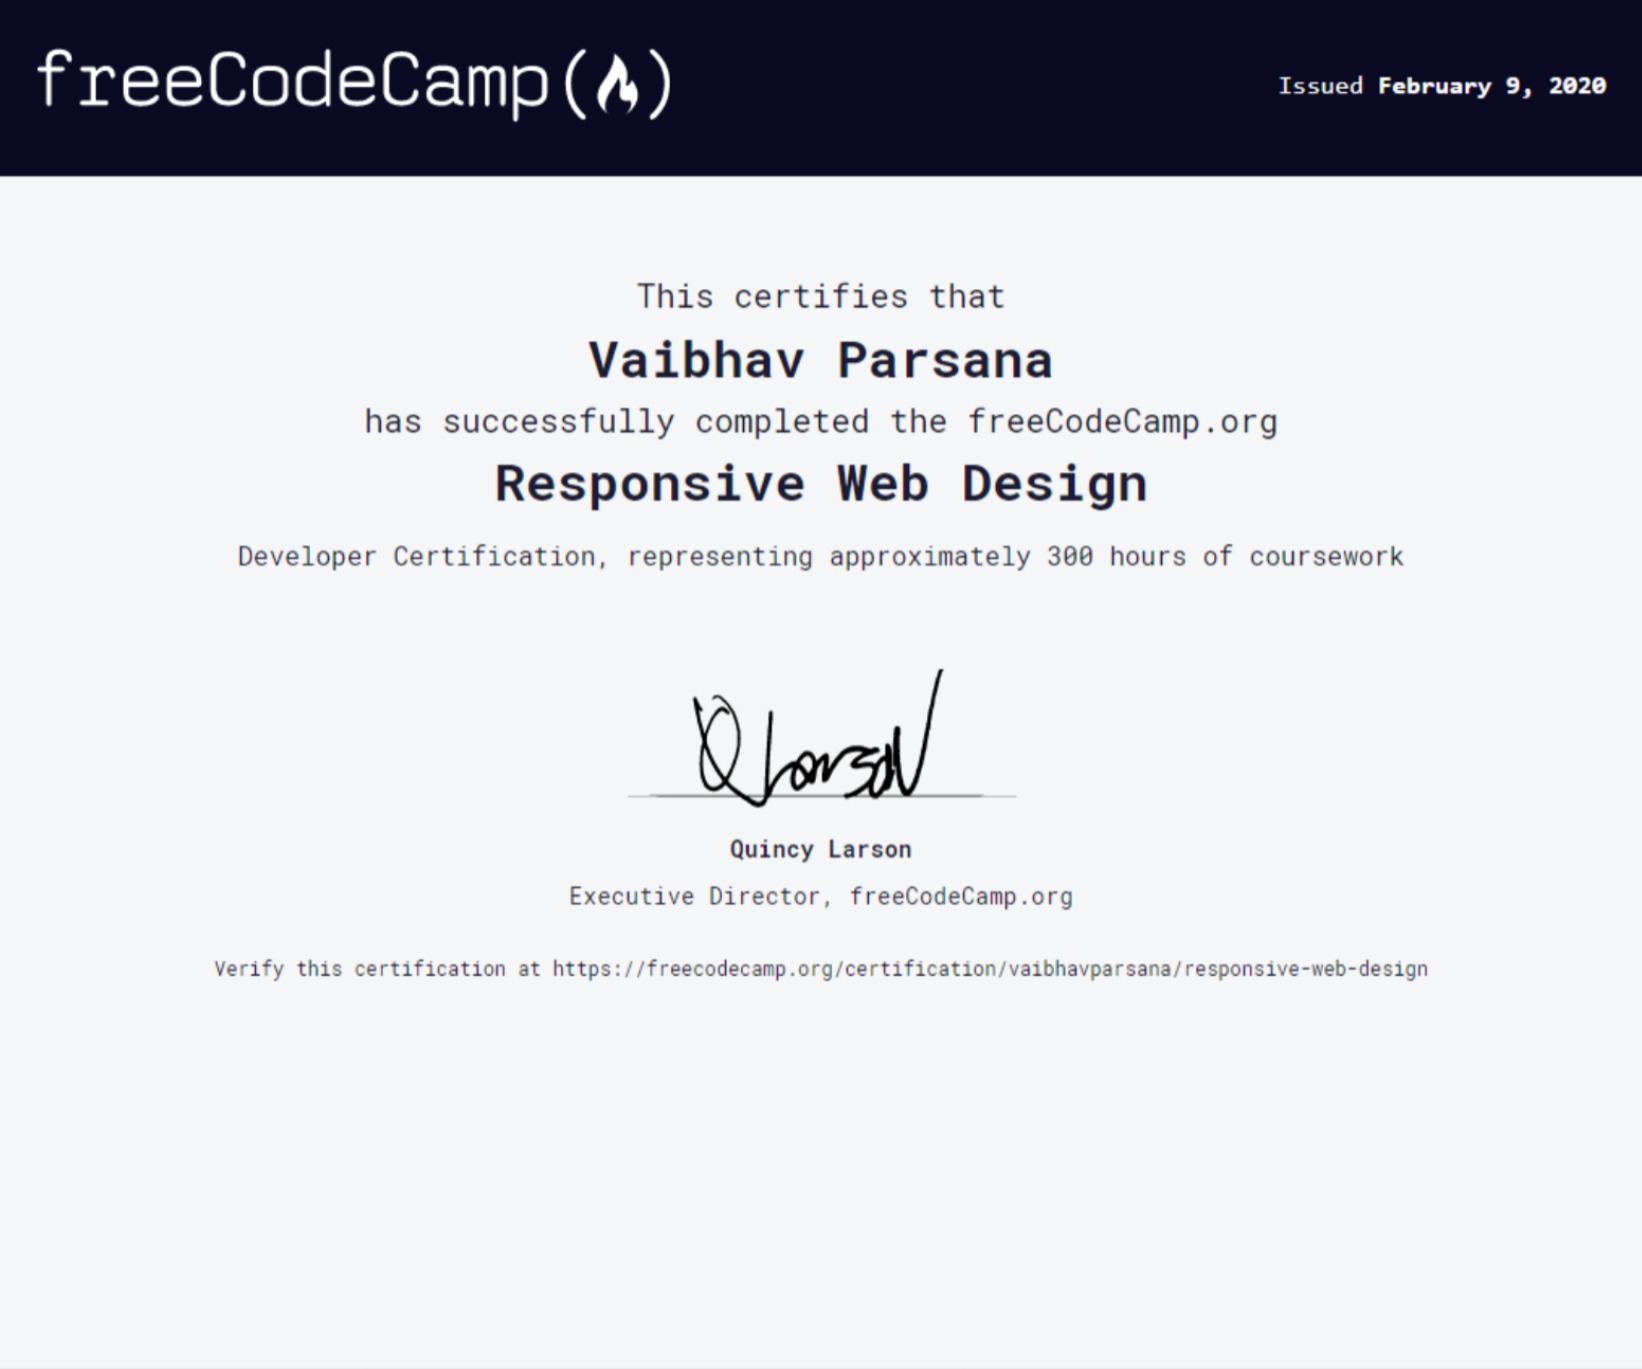 freeCodeCamp(🔥)
Issued February 9, 2020
This certifies that
Vaibhav Parsana
has successfully completed the freeCodeCamp.org
Responsive Web Design
Developer Certification, representing approximately 300 hours of coursework
Q Larson
Quincy Larson
Executive Director, freeCodeCamp.org
Verify this certification at https://freecodecamp.org/certification/vaibhavparsana/responsive-web-design